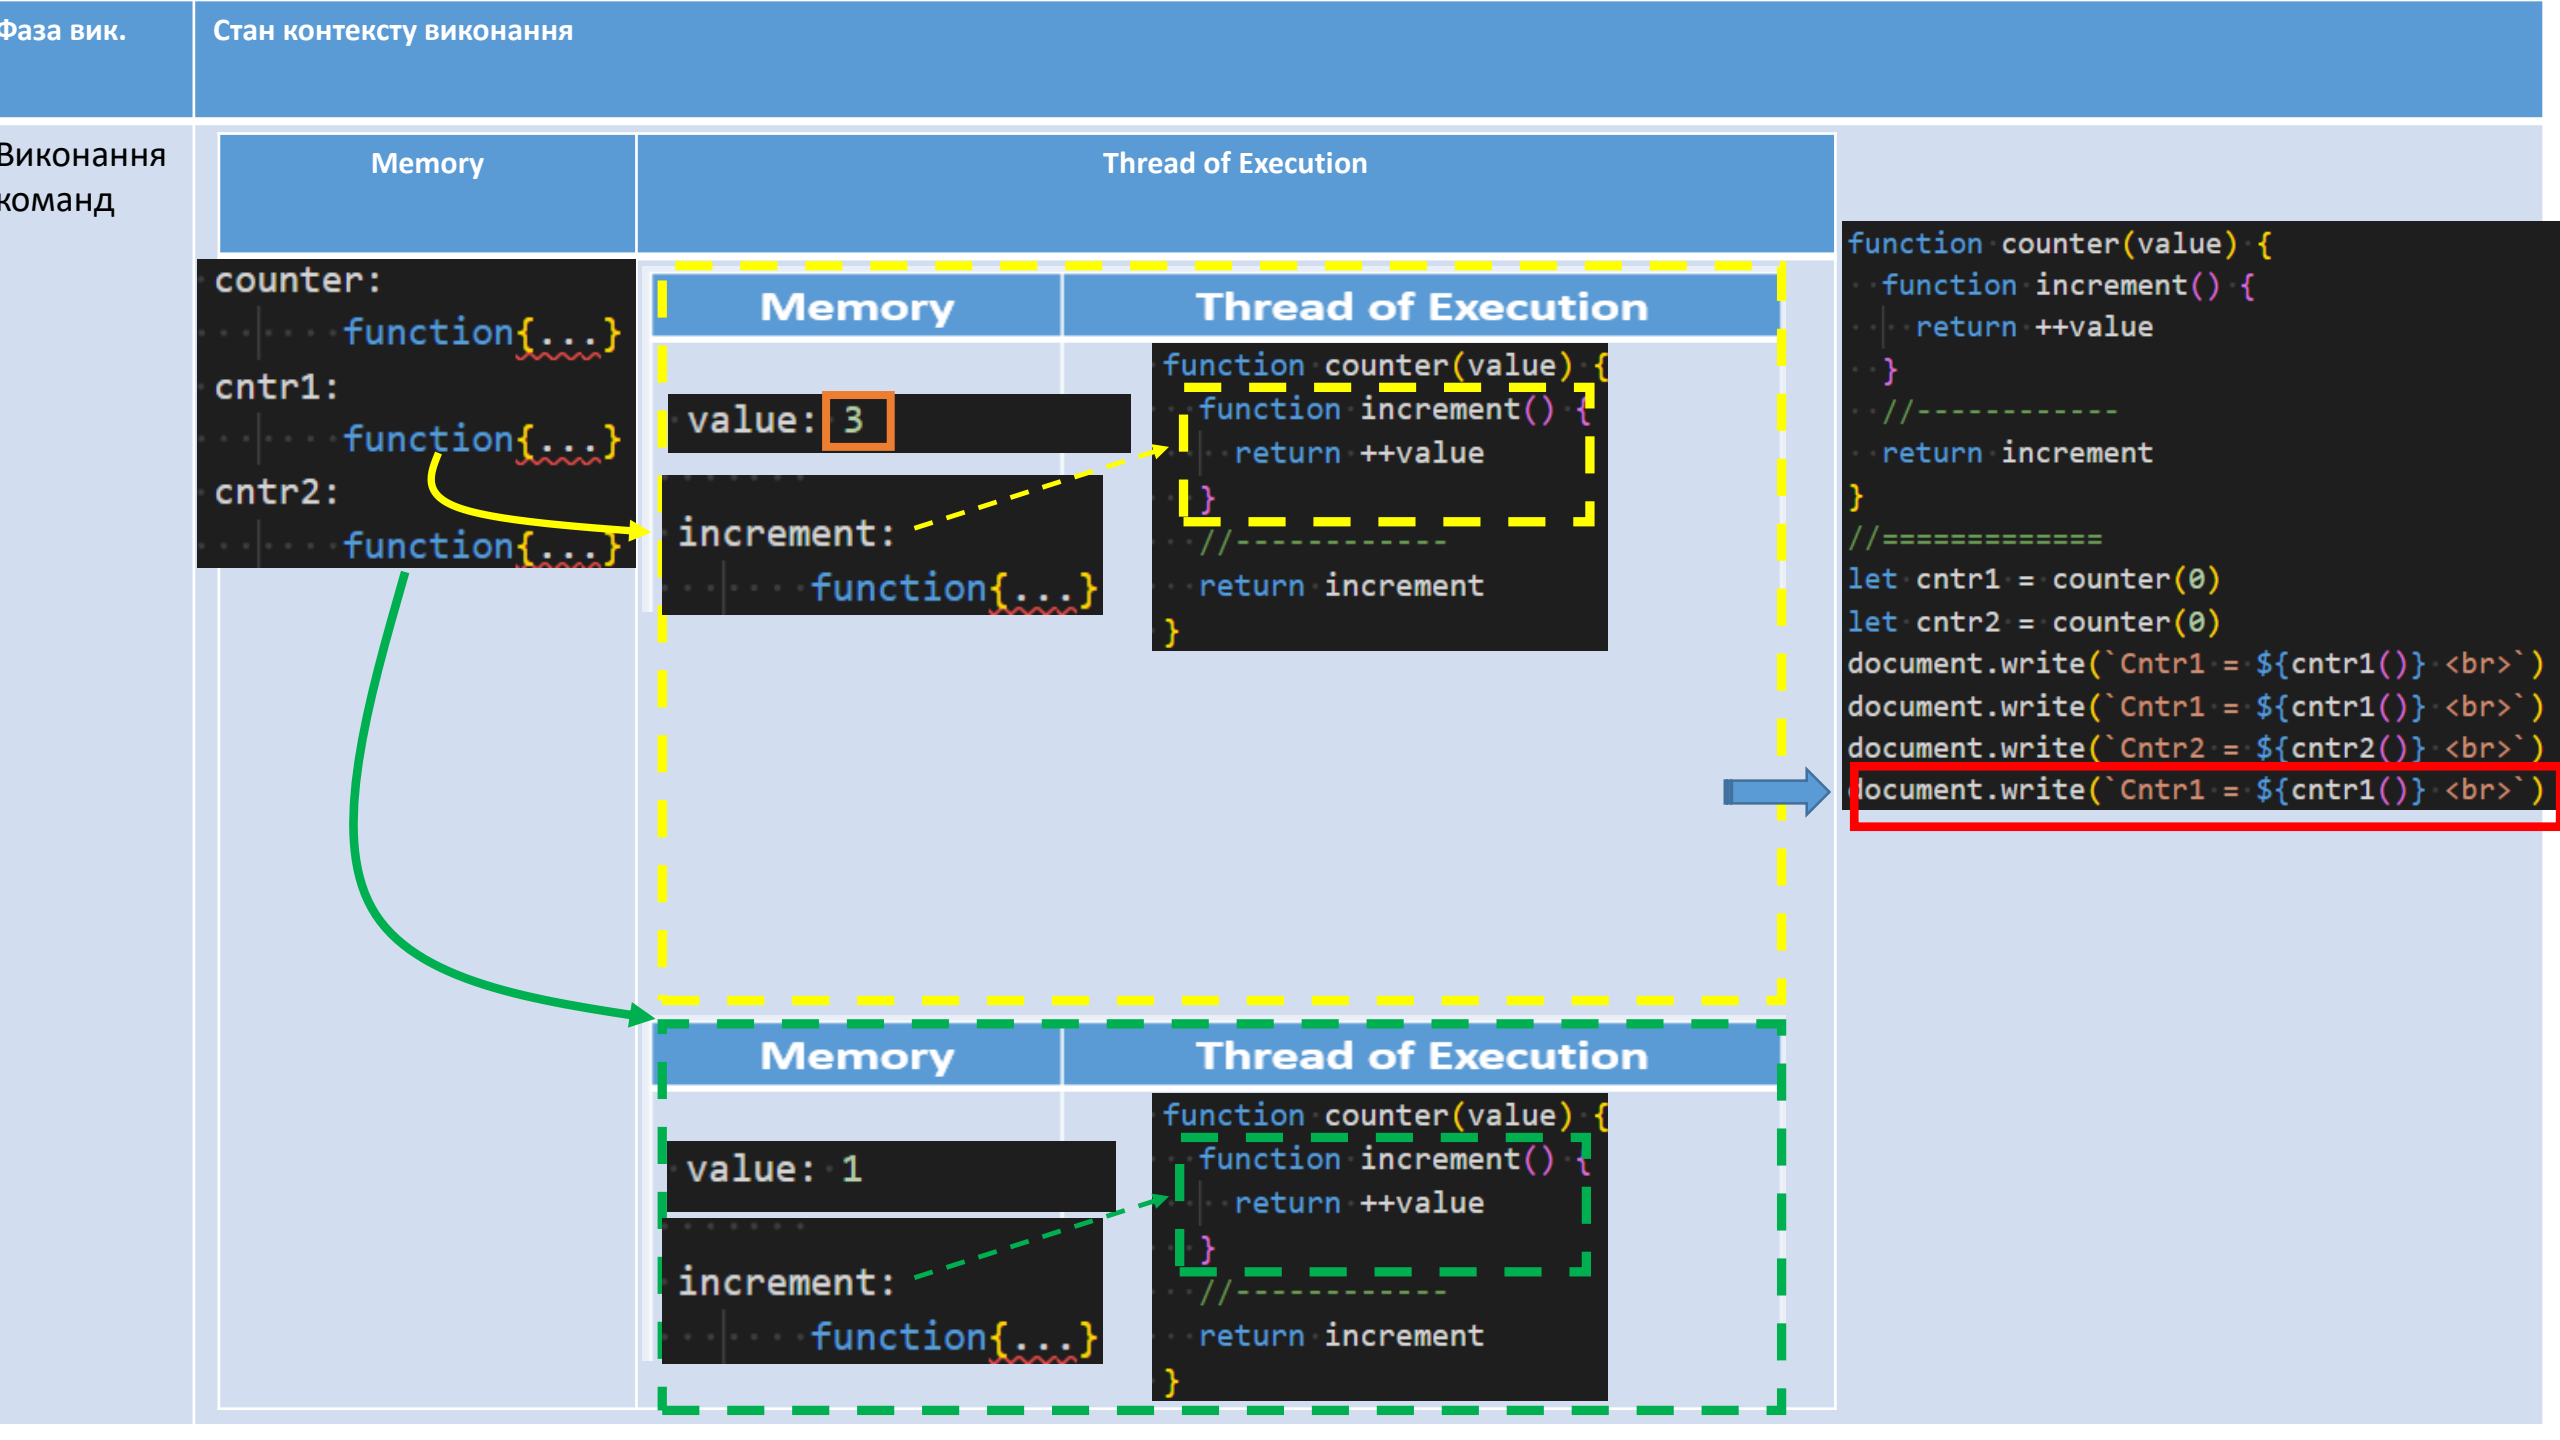 Фаза вик.
Стан контексту виконання
Виконання
команд
Memory
Thread of Execution
counter:
function{...}
cntr1:
function{...}
cntr2:
function{...}
Memory
Thread of Execution
value: 3
increment:
function{...}
function counter(value) {
function increment() {
return ++value
}
//------------
return increment
}
Memory
Thread of Execution
value: 1
increment:
function{...}
function counter(value) {
function increment() {
return ++value
}
//------------
return increment
}
function counter(value) {
function increment() {
return ++value
}
//------------
return increment
}
//=============
let cntr1 = counter(0)
let cntr2 = counter(0)
document.write(`Cntr1 = ${cntr1()} <br>`)
document.write(`Cntr1 = ${cntr1()} <br>`)
document.write(`Cntr2 = ${cntr2()} <br>`)
document.write(`Cntr1 = ${cntr1()} <br>`)